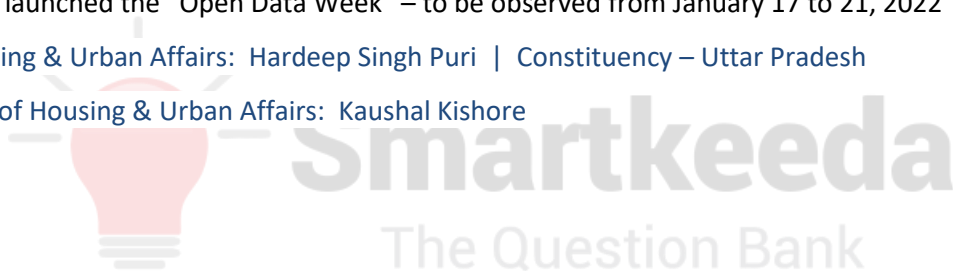 launched the "Open Data Week" – to be observed from January 17 to 21, 2022
ing & Urban Affairs: Hardeep Singh Puri | Constituency – Uttar Pradesh
of Housing & Urban Affairs: Kaushal Kishore
Smartkeeda
The Question Bank